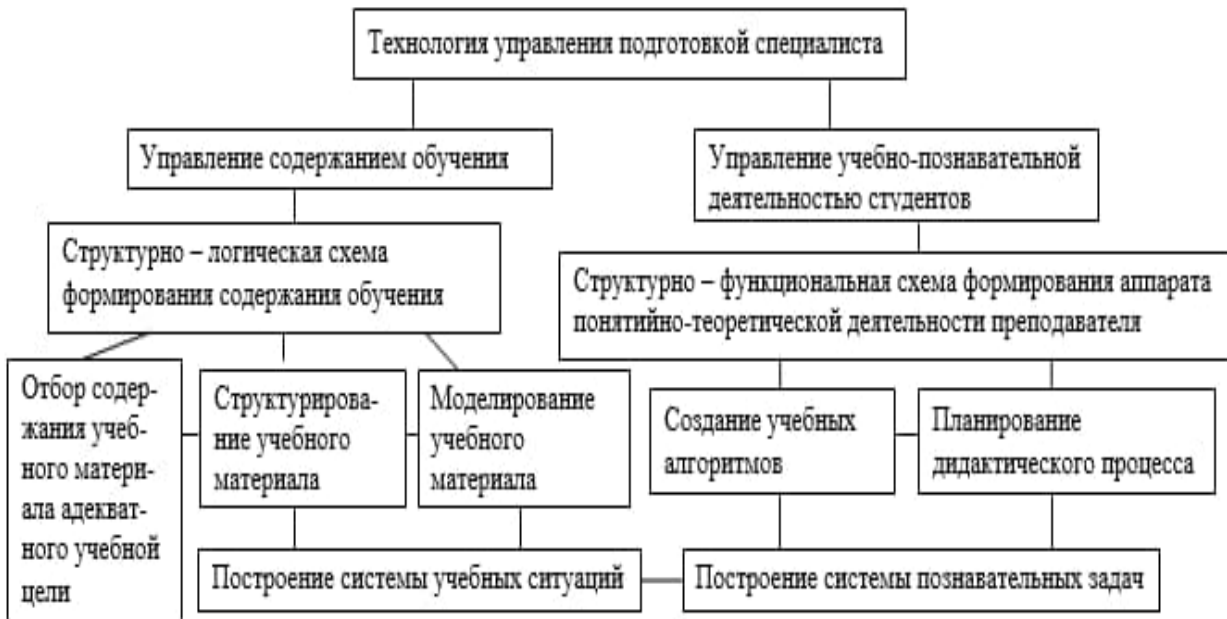 Технология управления подготовкой специалиста
Управление содержанием обучения
Управление учебно-познавательной
деятельностью студентов
Структурно – логическая схема
формирования содержания обучения
Структурно – функциональная схема формирования аппарата
понятийно-теоретической деятельности преподавателя
Отбор содер-
жания учеб-
ного матери-
ала адекват-
ного учебной
цели
Структурирова-
ние учебного
материала
Моделирование
учебного
материала
Создание учебных
алгоритмов
Планирование
дидактического процесса
Построение системы учебных ситуаций
Построение системы познавательных задач